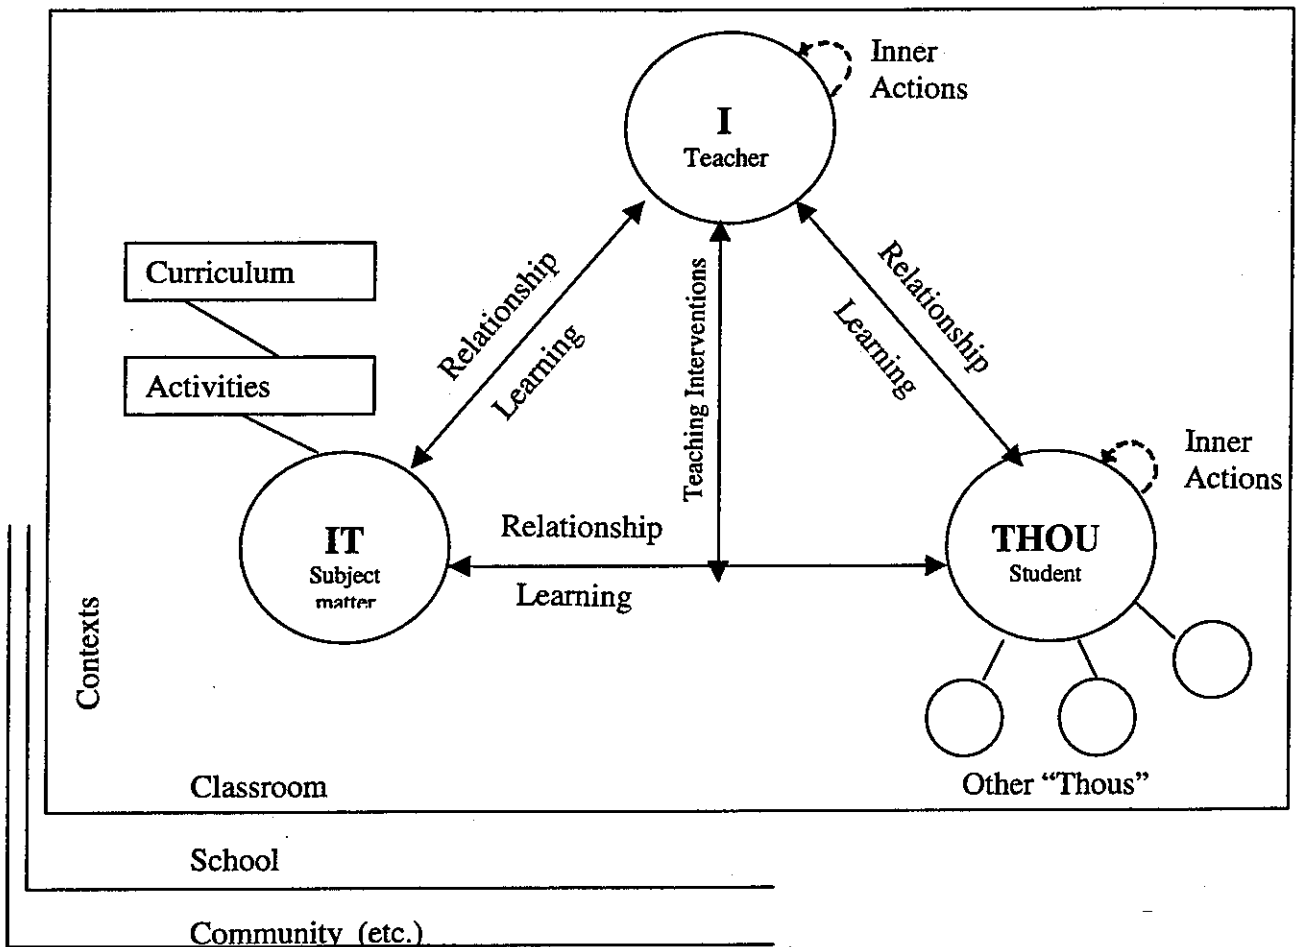 Inner
Actions
I
Teacher
Relationship
Learning
Teaching Interventions
Relationship
Learning
Curriculum
Activities
Inner
Actions
IT
Subject
matter
Relationship
Learning
THOU
Student
Contexts
Other “Thous”
Classroom
School
Community (etc.)